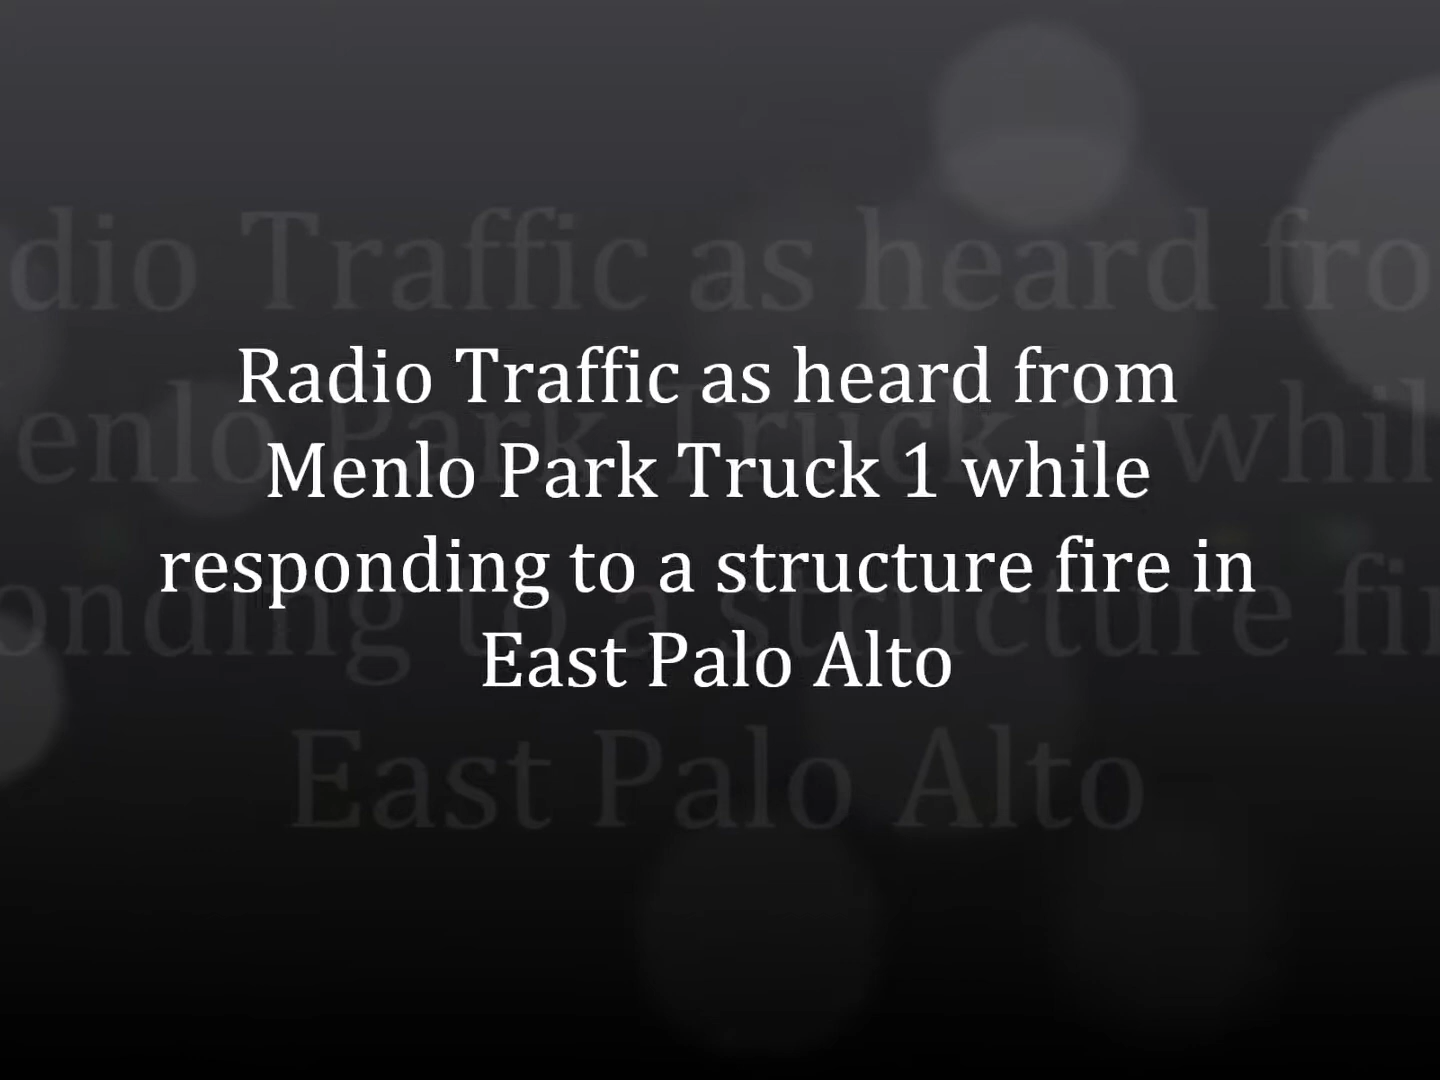 Radio Traffic as heard from
Menlo Park Truck 1 while
responding to a structure fire in
East Palo Alto